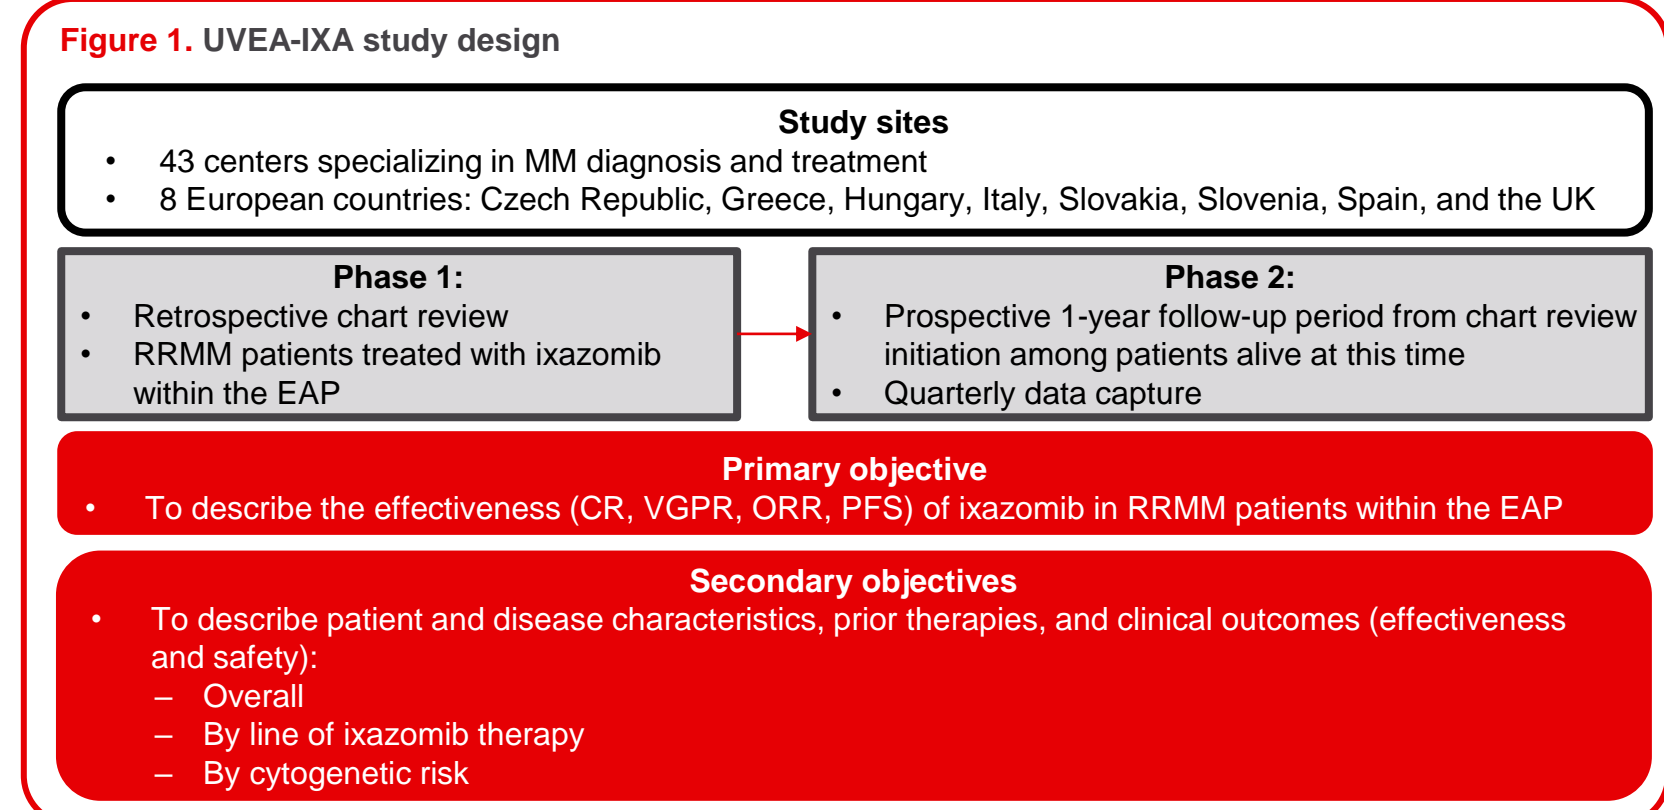 Figure 1. UVEA-IXA study design
Study sites
• 43 centers specializing in MM diagnosis and treatment
• 8 European countries: Czech Republic, Greece, Hungary, Italy, Slovakia, Slovenia, Spain, and the UK
Phase 1:
• Retrospective chart review
• RRMM patients treated with ixazomib
within the EAP
Phase 2:
• Prospective 1-year follow-up period from chart review
initiation among patients alive at this time
• Quarterly data capture
Primary objective
• To describe the effectiveness (CR, VGPR, ORR, PFS) of ixazomib in RRMM patients within the EAP
Secondary objectives
• To describe patient and disease characteristics, prior therapies, and clinical outcomes (effectiveness
and safety):
– Overall
– By line of ixazomib therapy
– By cytogenetic risk